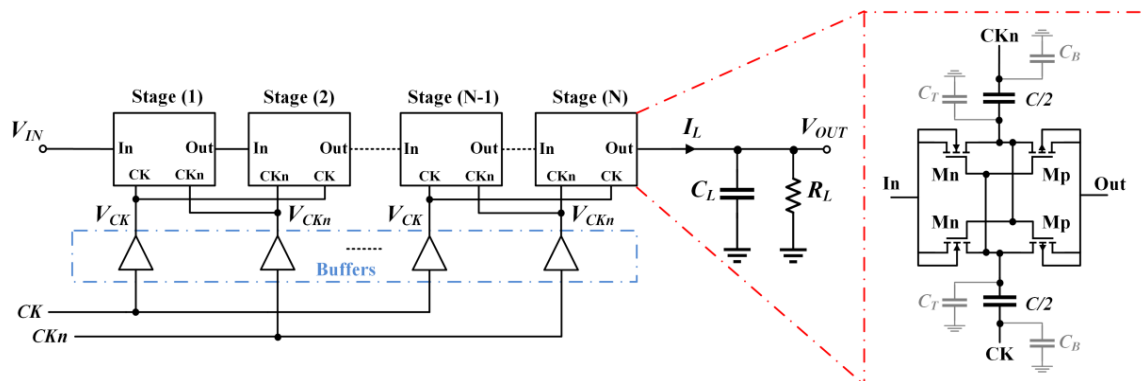 CKn
C_B
Stage (1) Stage (2) Stage (N-1) Stage (N)
C_T C/2
V_IN I_L V_OUT
In Out In Out In Out In Out
CK CKn CKn CK CK CKn CKn CK
Mn Mp
In Out
C_L R_L
V_CK V_CKn V_CK V_CKn
Mn Mp
Buffers
C_T C/2
CK
CKn
CK C_B